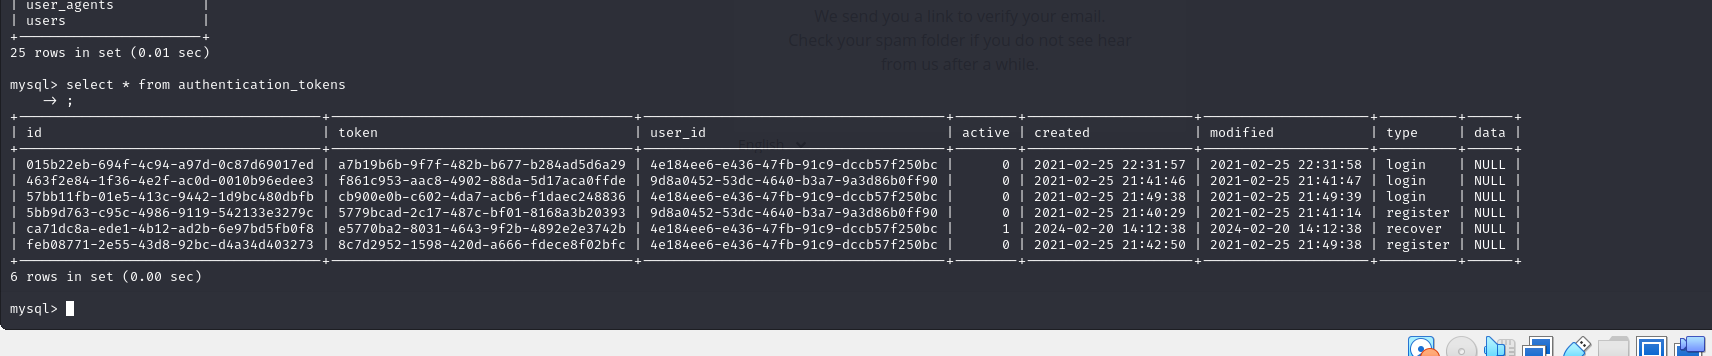 | user_agents |
| users |
+----------------------+
25 rows in set (0.01 sec)
We send you a link to verify your email.
Check your spam folder if you do not see hear
from us after a while.
mysql> select * from authentication_tokens
    -> ;
| id | token | user_id | active | created | modified | type | data |
English
| 015b22eb-694f-4c94-a97d-0c87d69017ed | a7b19b6b-9f7f-482b-b677-b284ad5d6a29 | 4e184ee6-e436-47fb-91c9-dccb57f250bc | 0 | 2021-02-25 22:31:57 | 2021-02-25 22:31:58 | login | NULL |
| 463f2e84-1f36-4e2f-ac0d-0010b96edee3 | f861c953-aac8-4902-88da-5d17aca0ffde | 9d8a0452-53dc-4640-b3a7-9a3d86b0ff90 | 0 | 2021-02-25 21:41:46 | 2021-02-25 21:41:47 | login | NULL |
| 57bb11fb-01e5-413c-9442-1d9bc480dbfb | cb900e0b-c602-4da7-acb6-f1daec248836 | 4e184ee6-e436-47fb-91c9-dccb57f250bc | 0 | 2021-02-25 21:49:38 | 2021-02-25 21:49:39 | login | NULL |
| 5bb9d763-c95c-4986-9119-542133e3279c | 5779bcad-2c17-487c-bf01-8168a3b20393 | 9d8a0452-53dc-4640-b3a7-9a3d86b0ff90 | 0 | 2021-02-25 21:40:29 | 2021-02-25 21:41:14 | register | NULL |
| ca71dc8a-ede1-4b12-ad2b-6e97bd5fb0f8 | e5770ba2-8031-4643-9f2b-4892e2e3742b | 4e184ee6-e436-47fb-91c9-dccb57f250bc | 1 | 2024-02-20 14:12:38 | 2024-02-20 14:12:38 | recover | NULL |
| feb08771-2e55-43d8-92bc-d4a34d403273 | 8c7d2952-1598-420d-a666-fdece8f02bfc | 4e184ee6-e436-47fb-91c9-dccb57f250bc | 0 | 2021-02-25 21:42:50 | 2021-02-25 21:49:38 | register | NULL |
6 rows in set (0.00 sec)
mysql>